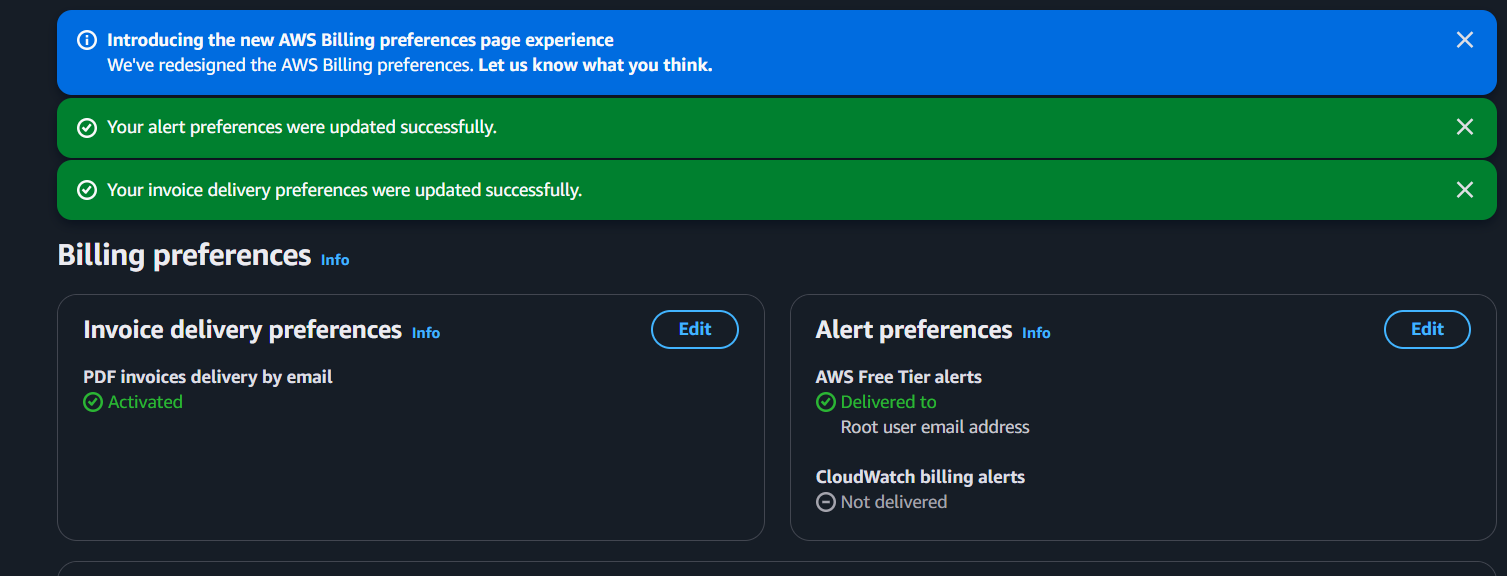 Introducing the new AWS Billing preferences page experience
We've redesigned the AWS Billing preferences. Let us know what you think.
Your alert preferences were updated successfully.
Your invoice delivery preferences were updated successfully.
Billing preferences Info
Invoice delivery preferences Info
Edit
PDF invoices delivery by email
Activated
Alert preferences Info
Edit
AWS Free Tier alerts
Delivered to
Root user email address
CloudWatch billing alerts
Not delivered